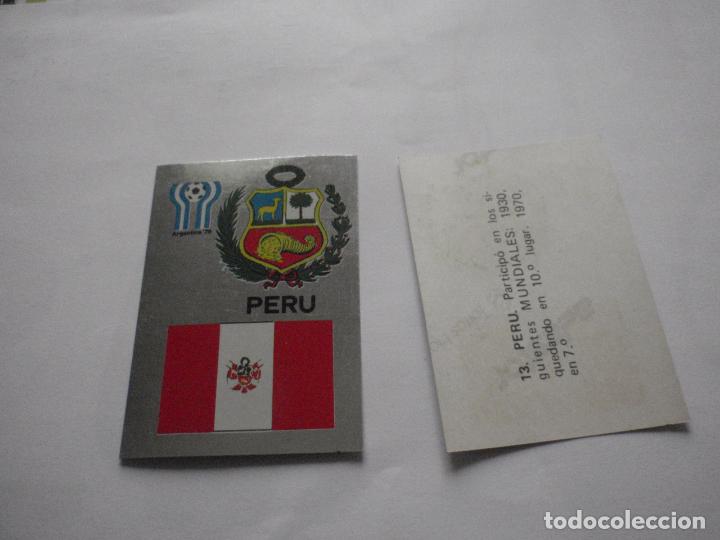 Argentina '78
PERU
13. PERU. Participó en los si-
guientes MUNDIALES: 1930,
quedando en 10.º lugar. 1970,
en 7.º
todocoleccion